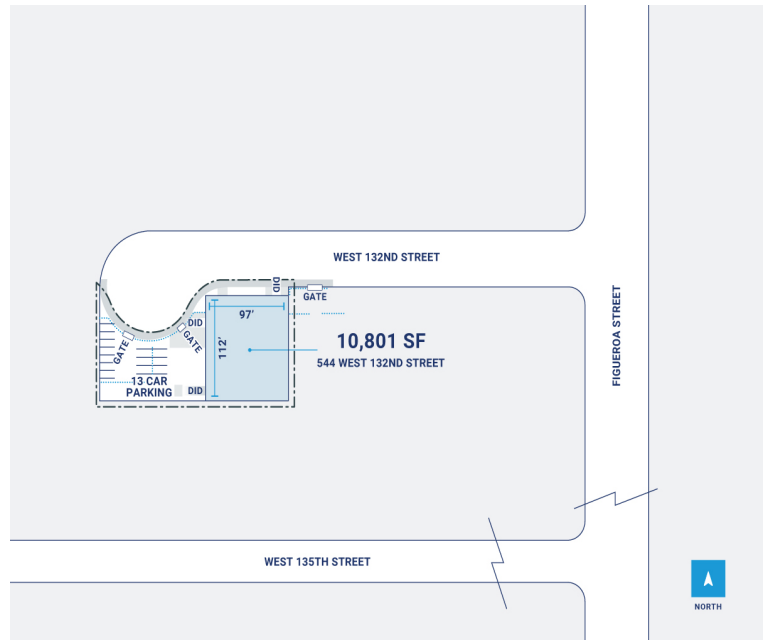 WEST 132ND STREET
DID
GATE
97'
DID
GATE
GATE
112'
10,801 SF
544 WEST 132ND STREET
FIGUEROA STREET
13 CAR
PARKING
DID
WEST 135TH STREET
NORTH